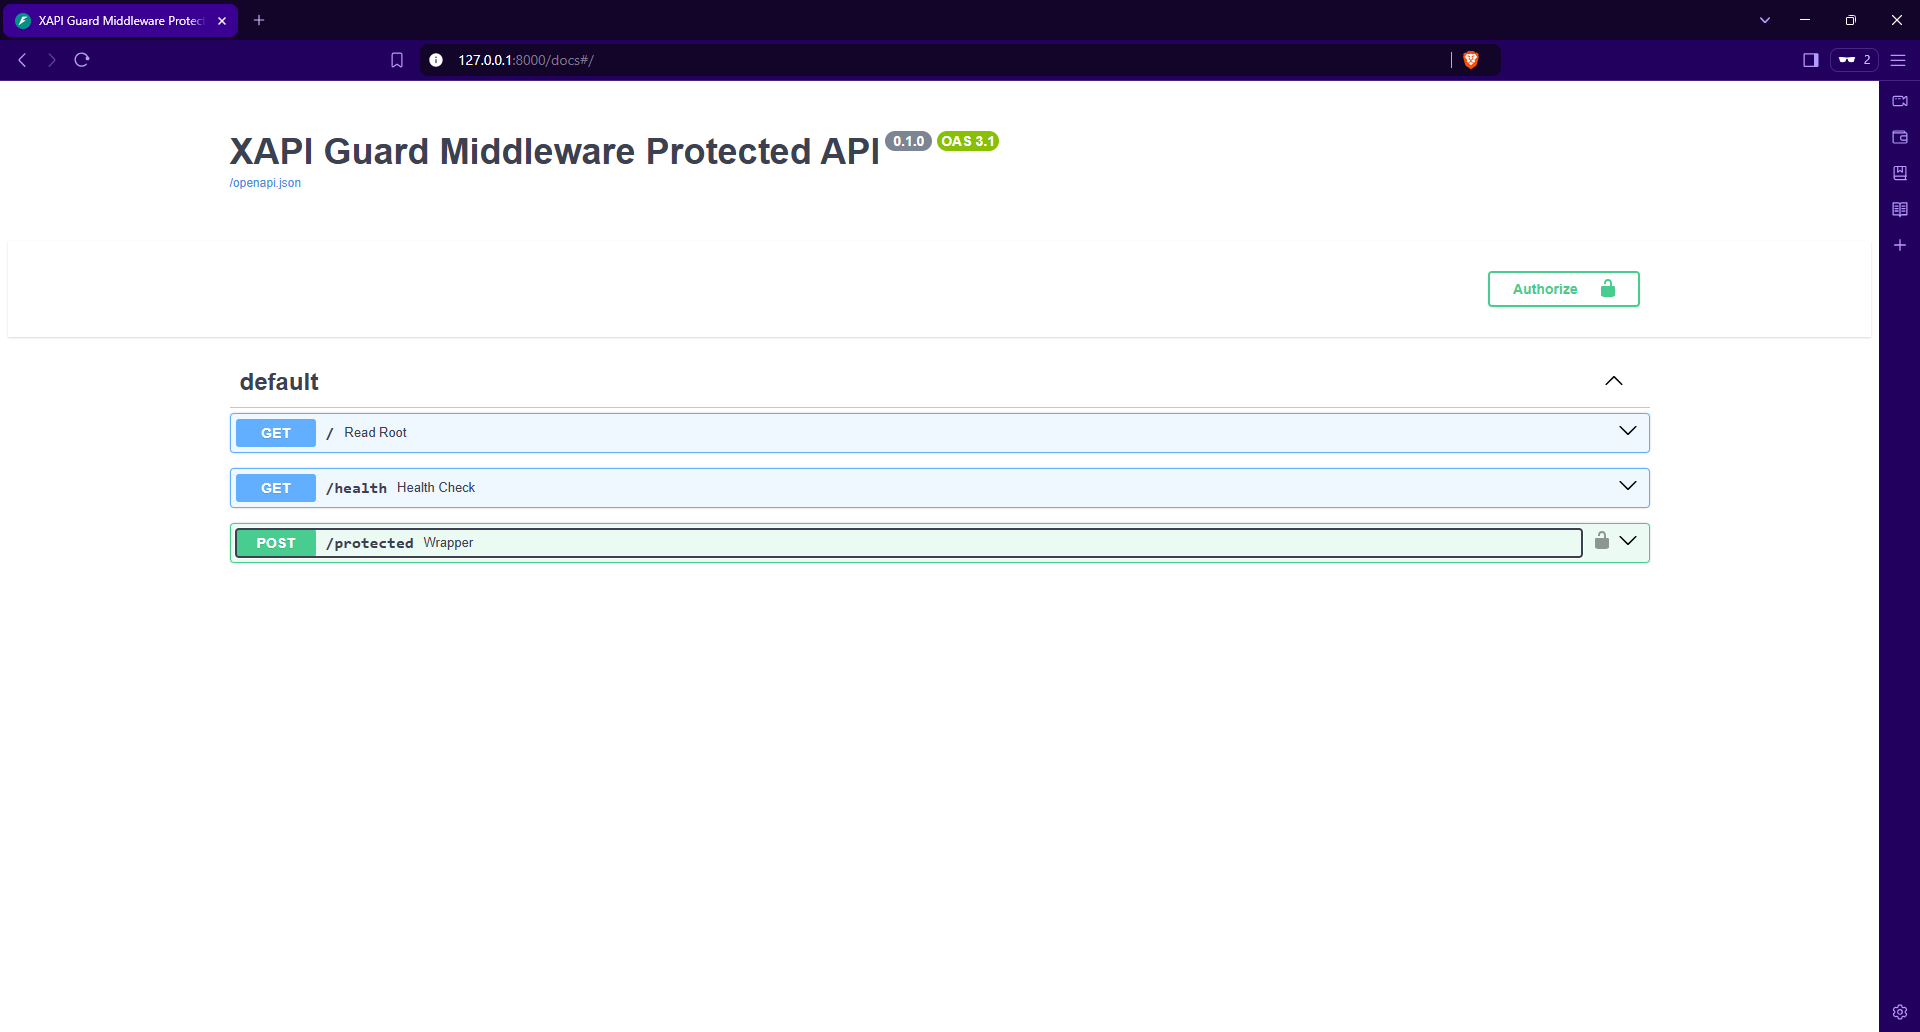 XAPI Guard Middleware Protec
127.0.0.1:8000/docs#/
2
XAPI Guard Middleware Protected API 0.1.0 OAS 3.1
/openapi.json
Authorize
default
GET / Read Root
GET /health Health Check
POST /protected Wrapper